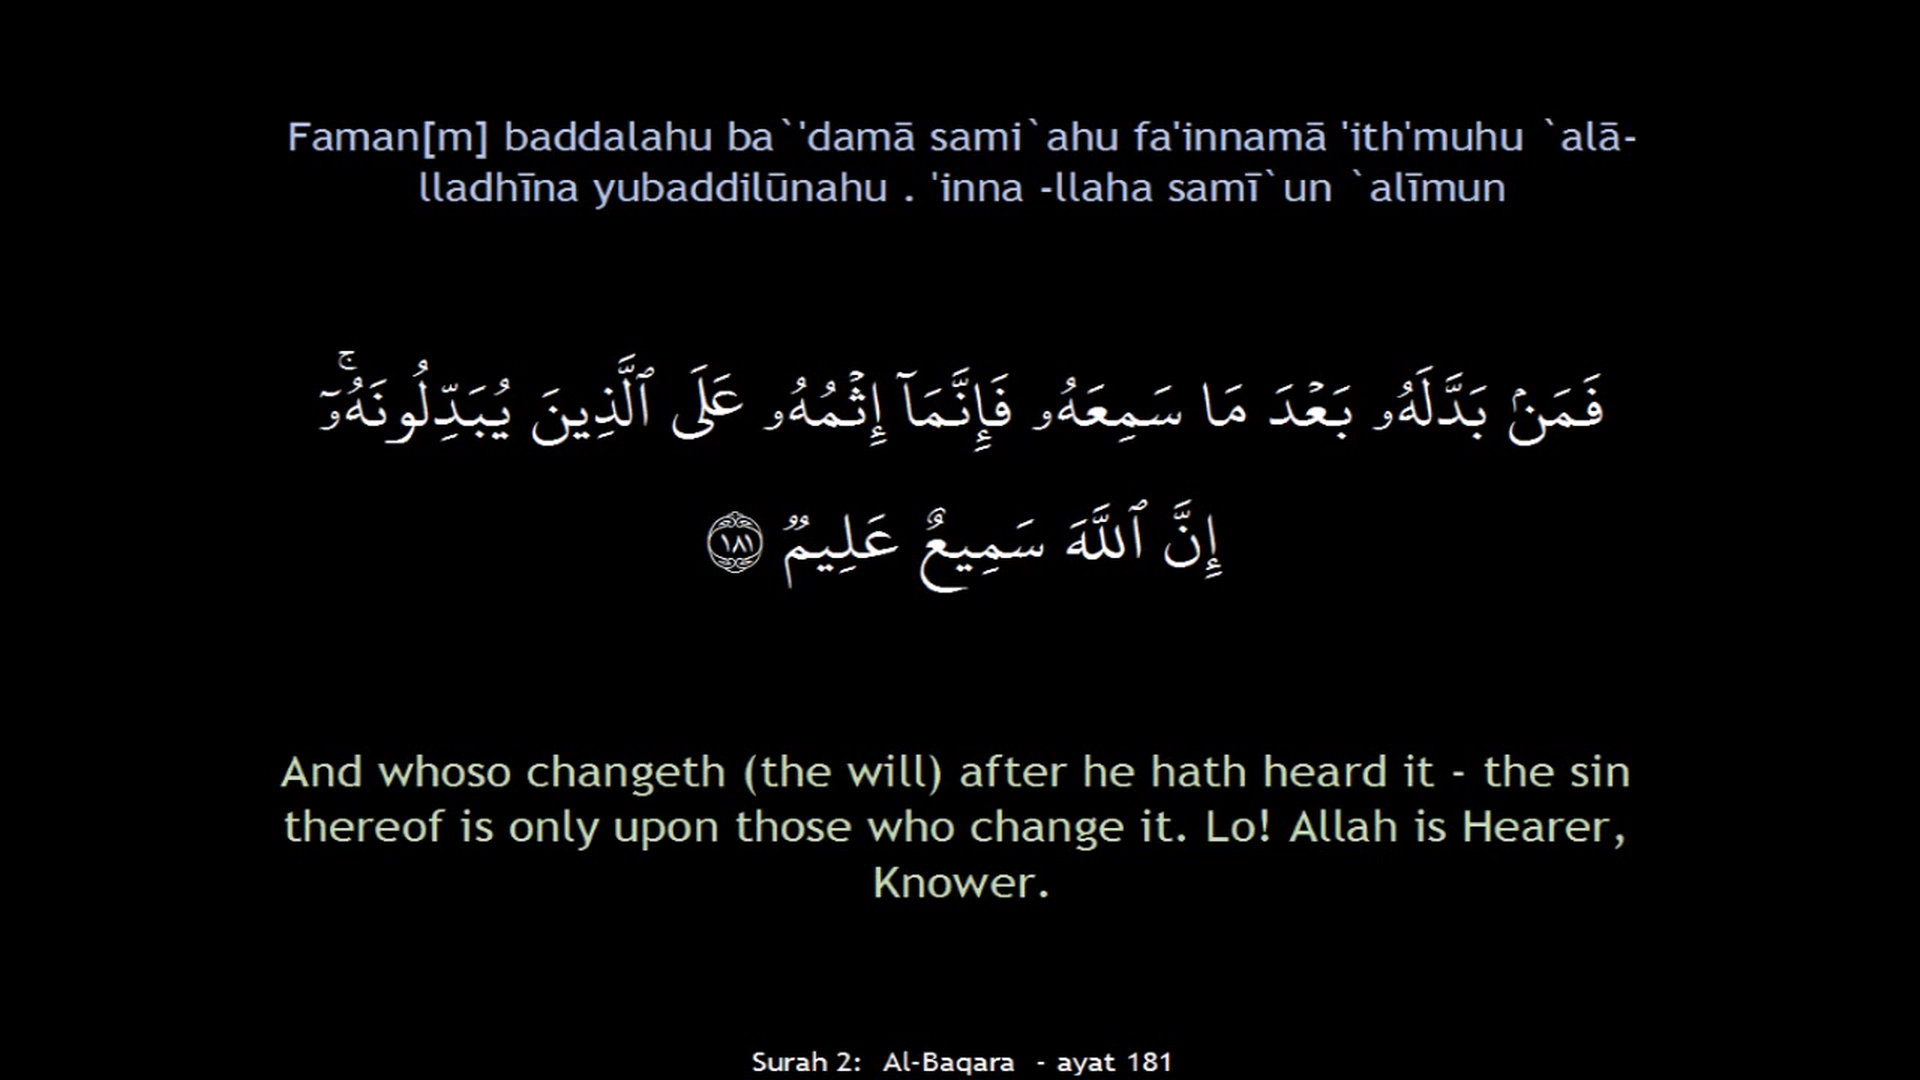 Faman[m] baddalahu ba`'damā sami`ahu fa'innamā 'ith'muhu `alā-
lladhīna yubaddilūnahu . 'inna -llaha samī`un `alīmun
فَمَنۢ بَدَّلَهُۥ بَعْدَ مَا سَمِعَهُۥ فَإِنَّمَآ إِثْمُهُۥ عَلَى ٱلَّذِينَ يُبَدِّلُونَهُۥٓ ۚ
إِنَّ ٱللَّهَ سَمِيعٌ عَلِيمٌ ١٨١
And whoso changeth (the will) after he hath heard it - the sin
thereof is only upon those who change it. Lo! Allah is Hearer,
Knower.
Surah 2: Al-Baqara - ayat 181